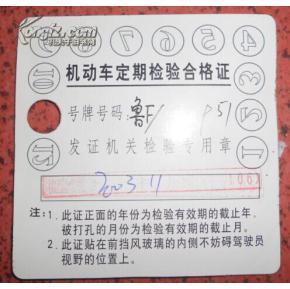 机动车定期检验合格证
号牌号码: 鲁F/ P51
发证机关检验专用章
2003 11
注: 1. 此证正面的年份为检验有效期的截止年，
被打孔的月份为检验有效期的截止月。
2. 此证贴在前挡风玻璃的内侧不妨碍驾驶员
视野的位置上。